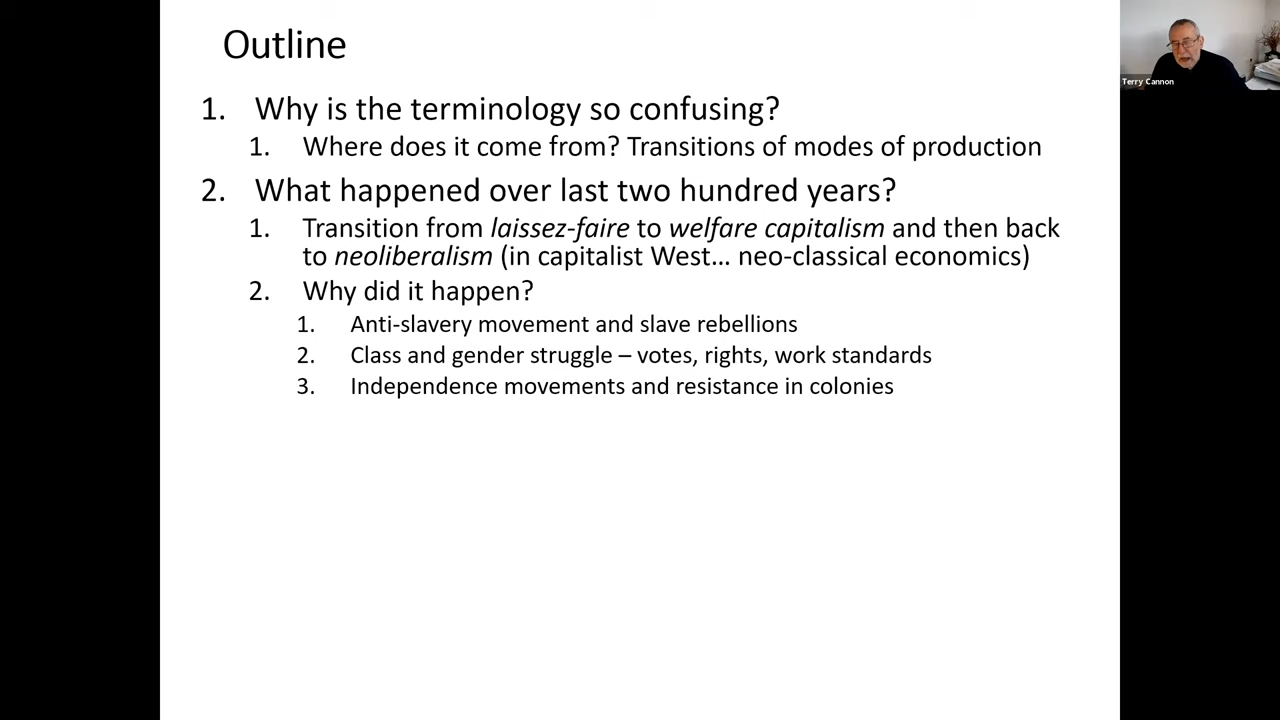 Outline
1. Why is the terminology so confusing?
1. Where does it come from? Transitions of modes of production
2. What happened over last two hundred years?
1. Transition from laissez-faire to welfare capitalism and then back
to neoliberalism (in capitalist West... neo-classical economics)
2. Why did it happen?
1. Anti-slavery movement and slave rebellions
2. Class and gender struggle – votes, rights, work standards
3. Independence movements and resistance in colonies
Terry Cannon